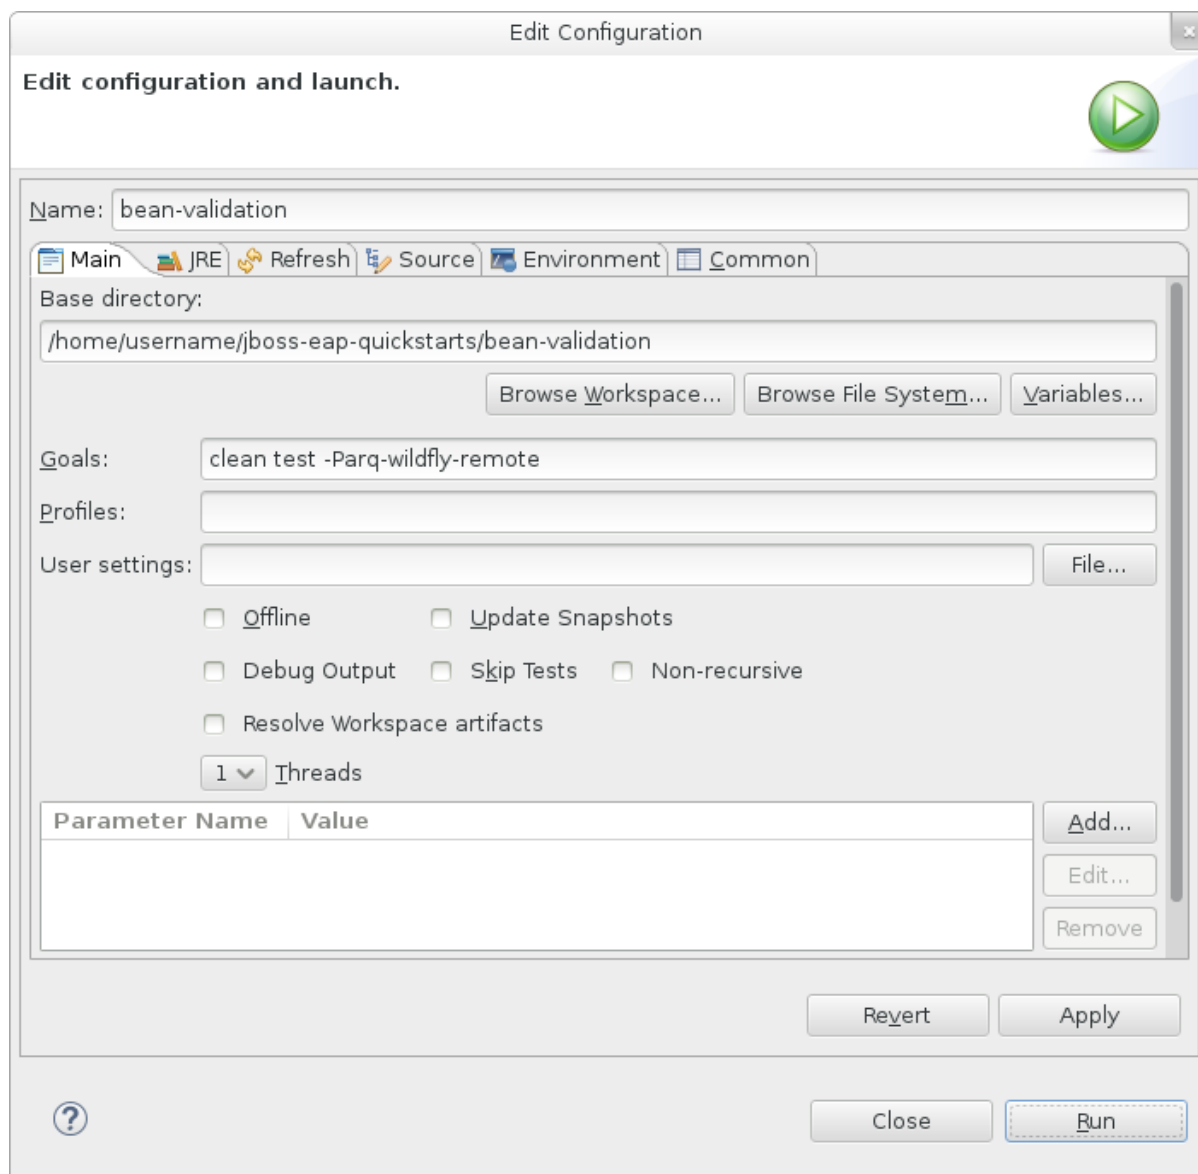 Edit Configuration
Edit configuration and launch.
Name: bean-validation
Main JRE Refresh Source Environment Common
Base directory:
/home/username/jboss-eap-quickstarts/bean-validation
Browse Workspace... Browse File System... Variables...
Goals: clean test -Parq-wildfly-remote
Profiles:
User settings: File...
Offline Update Snapshots
Debug Output Skip Tests Non-recursive
Resolve Workspace artifacts
1 Threads
Parameter Name Value Add...
Edit...
Remove
Revert Apply
? Close Run